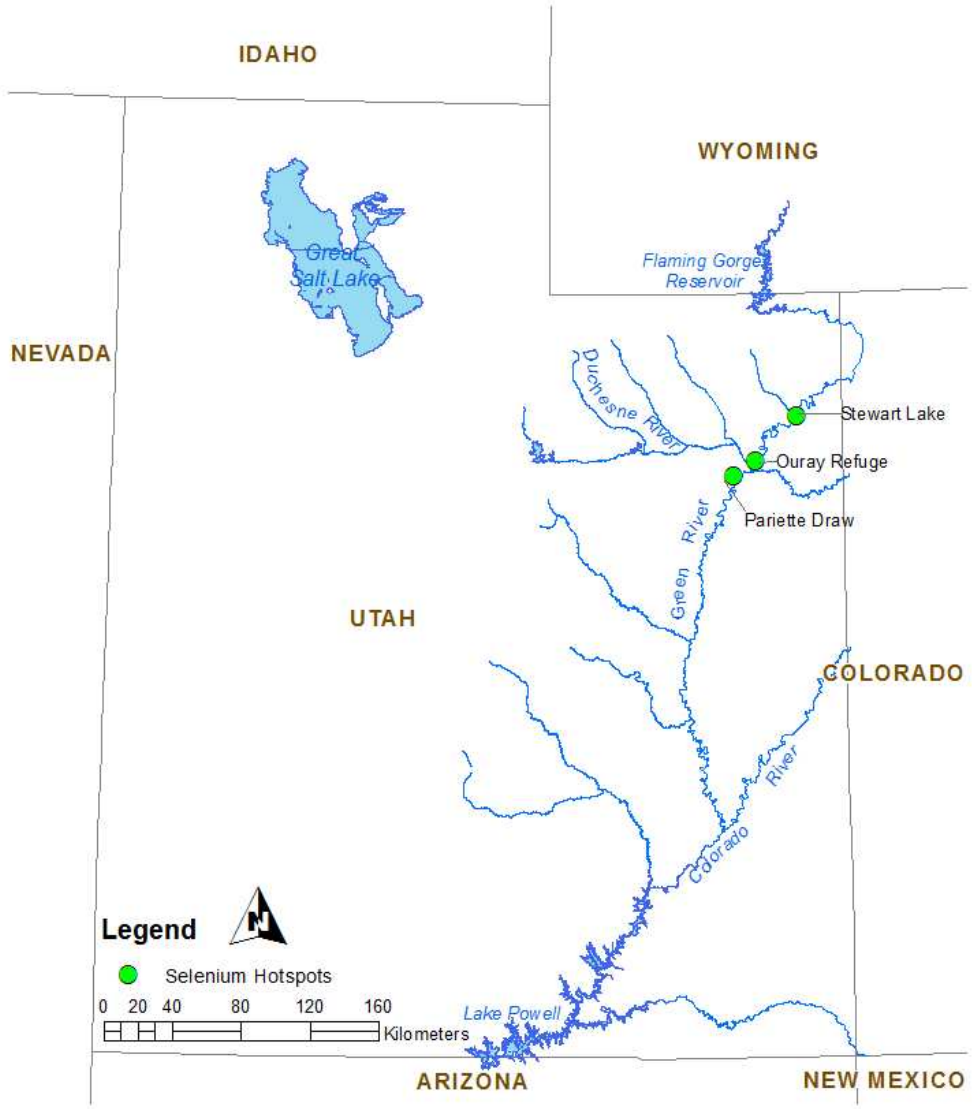 IDAHO
WYOMING
Great
Salt Lake
Flaming Gorge
Reservoir
NEVADA
Duchesne River
Stewart Lake
Ouray Refuge
Pariette Draw
Green River
UTAH
COLORADO
Colorado River
Legend
N
Selenium Hotspots
0 20 40 80 120 160
Kilometers
Lake Powell
ARIZONA
NEW MEXICO